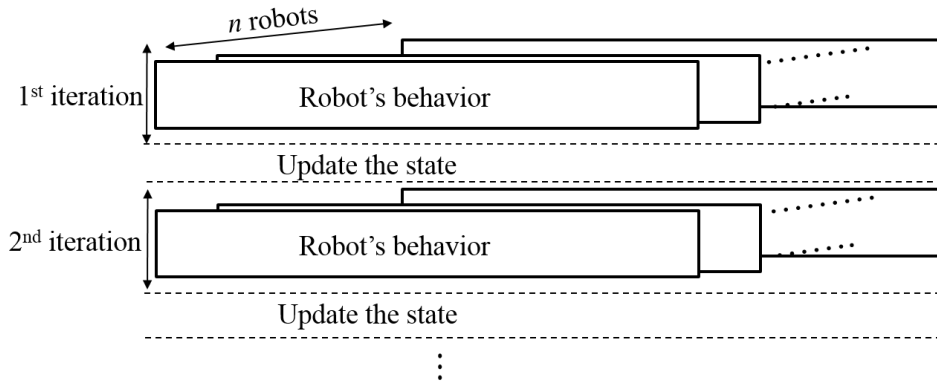 n robots
1st iteration
Robot's behavior
Update the state
2nd iteration
Robot's behavior
Update the state